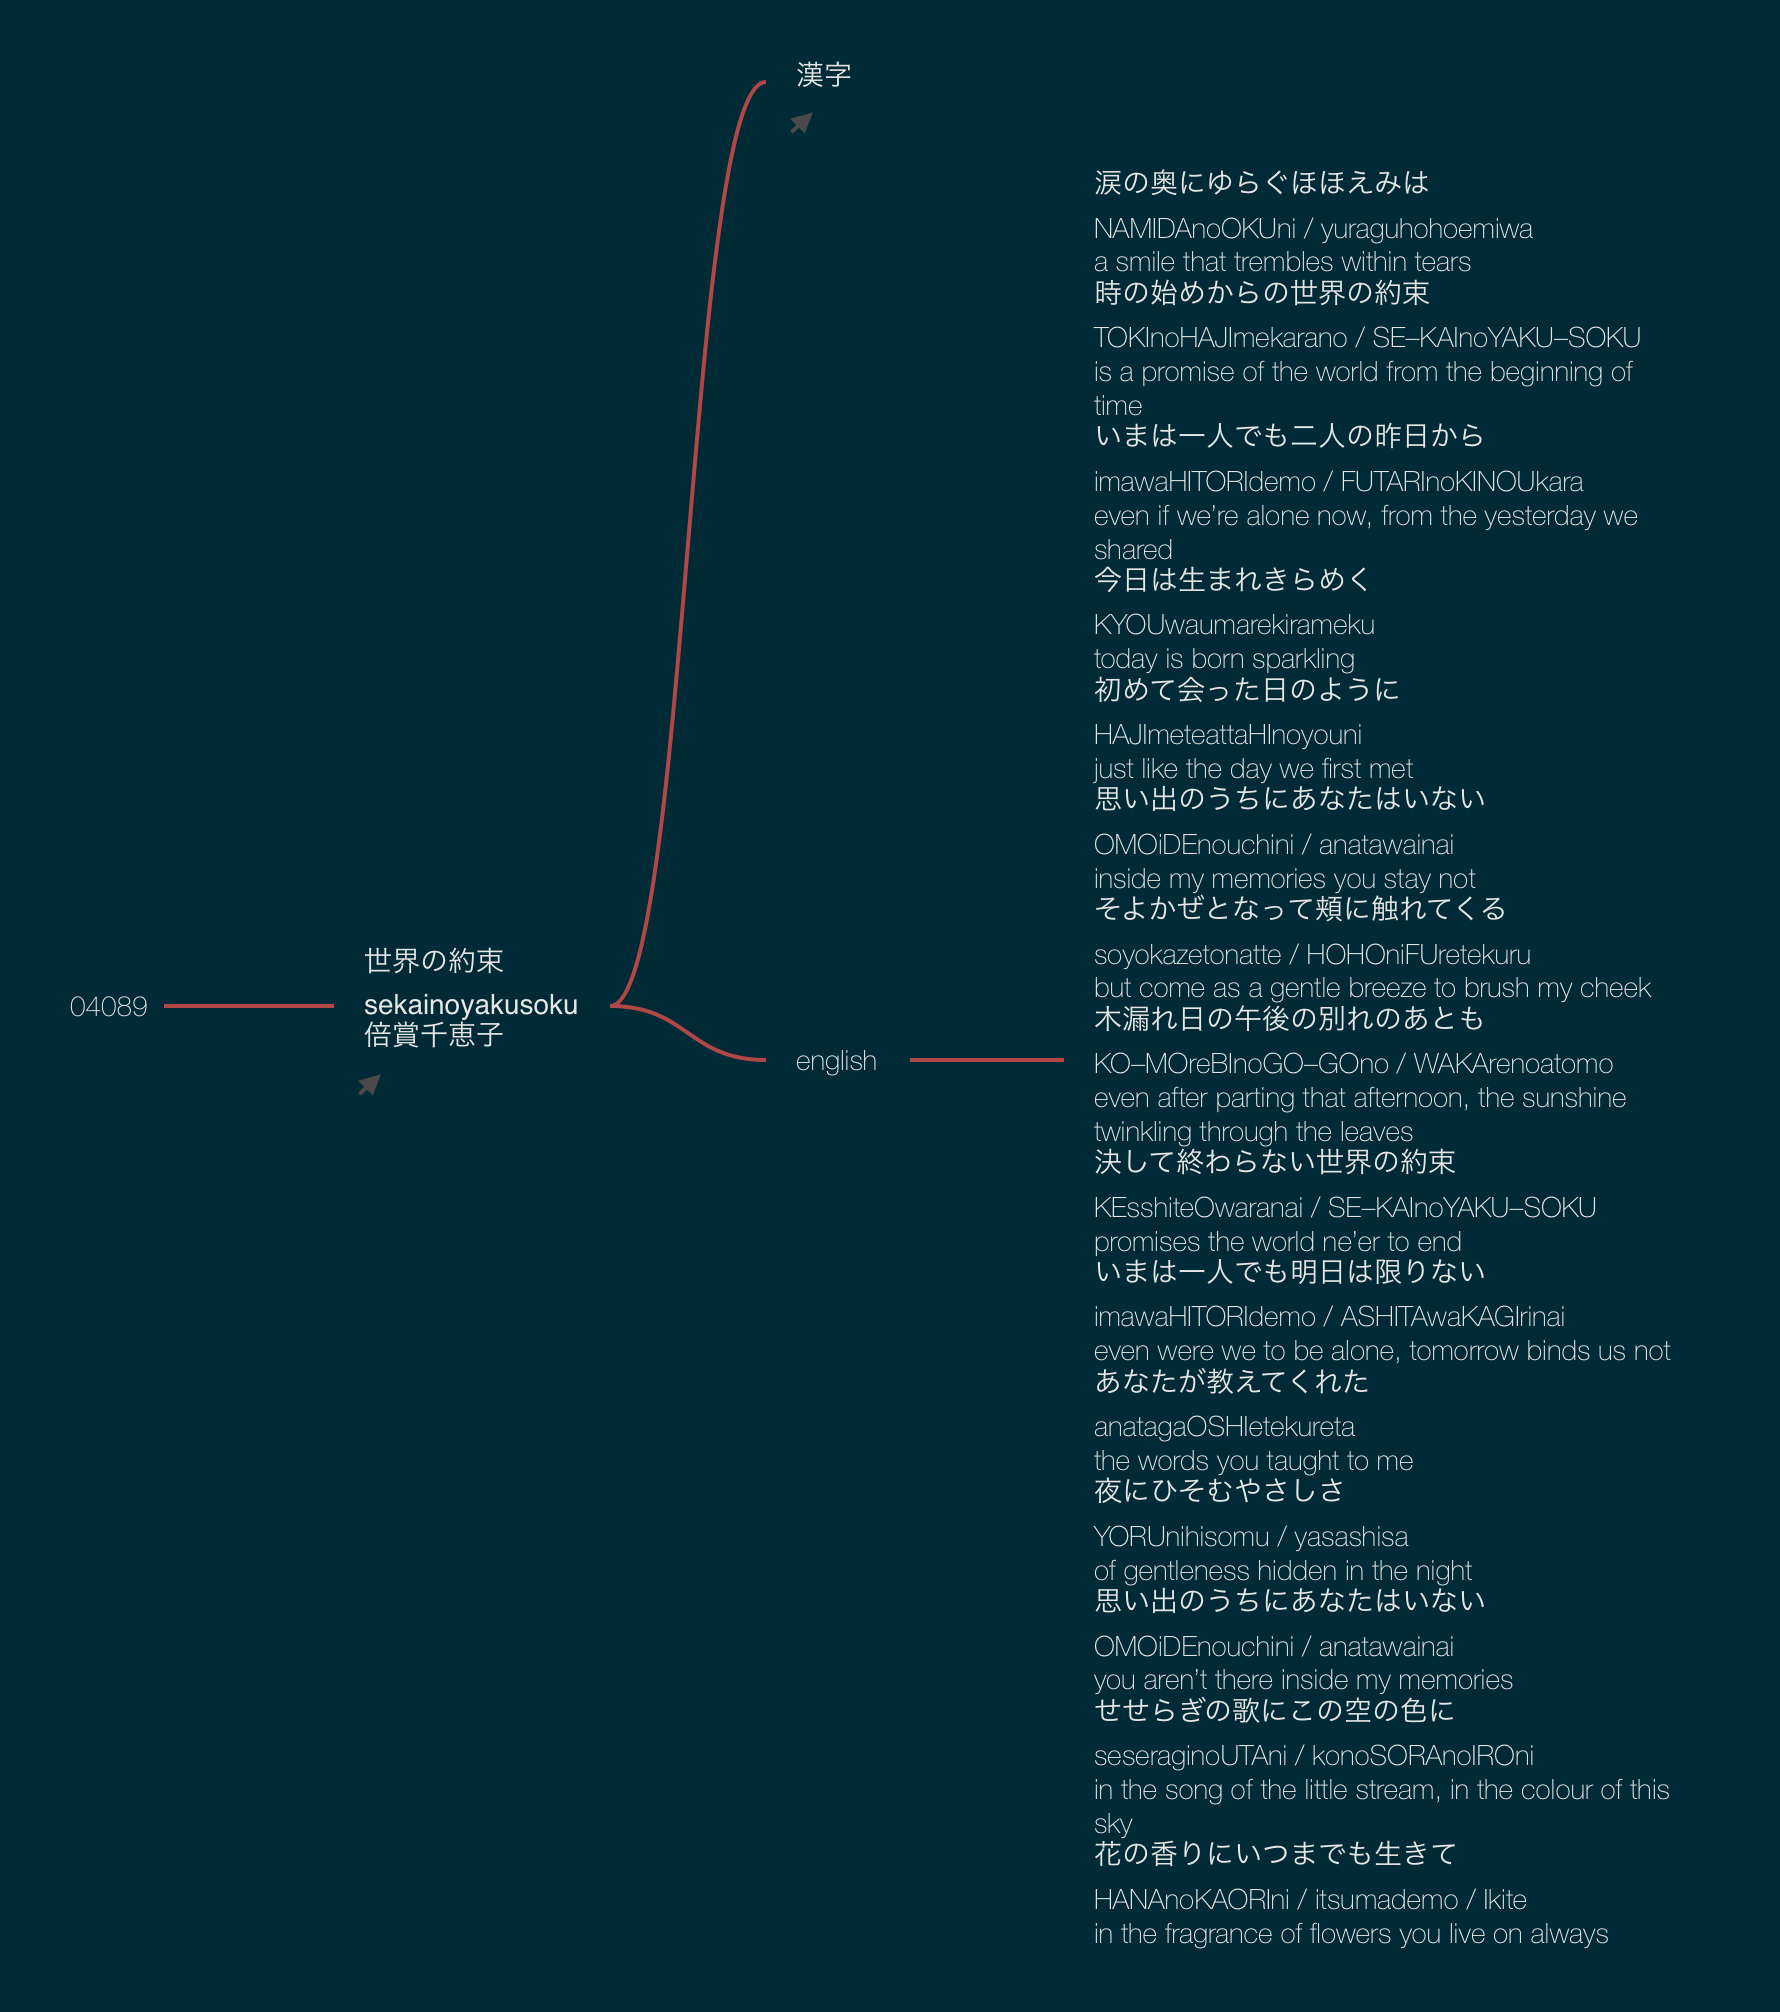 漢字
涙の奥にゆらぐほほえみは
NAMIDAnoOKUni / yuraguhohoemiwa
a smile that trembles within tears
時の始めからの世界の約束
TOKInoHAJImekarano / SE–KAInoYAKU–SOKU
is a promise of the world from the beginning of
time
いまは一人でも二人の昨日から
imawaHITORIdemo / FUTARInoKINOUkara
even if we’re alone now, from the yesterday we
shared
今日は生まれきらめく
KYOUwaumarekirameku
today is born sparkling
初めて会った日のように
HAJImeteattaHInoyouni
just like the day we first met
思い出のうちにあなたはいない
OMOiDEnouchini / anatawainai
inside my memories you stay not
そよかぜとなって頬に触れてくる
soyokazetonatte / HOHOniFUretekuru
but come as a gentle breeze to brush my cheek
木漏れ日の午後の別れのあとも
KO–MOreBInoGO–GOno / WAKArenoatomo
even after parting that afternoon, the sunshine
twinkling through the leaves
決して終わらない世界の約束
KEsshiteOwaranai / SE–KAInoYAKU–SOKU
promises the world ne’er to end
いまは一人でも明日は限りない
imawaHITORIdemo / ASHITAwaKAGIrinai
even were we to be alone, tomorrow binds us not
あなたが教えてくれた
anatagaOSHIetekureta
the words you taught to me
夜にひそむやさしさ
YORUnihisomu / yasashisa
of gentleness hidden in the night
思い出のうちにあなたはいない
OMOiDEnouchini / anatawainai
you aren’t there inside my memories
せせらぎの歌にこの空の色に
seseraginoUTAni / konoSORAnoIROni
in the song of the little stream, in the colour of this
sky
花の香りにいつまでも生きて
HANAnoKAORIni / itsumademo / Ikite
in the fragrance of flowers you live on always
04089
世界の約束
sekainoyakusoku
倍賞千恵子
english